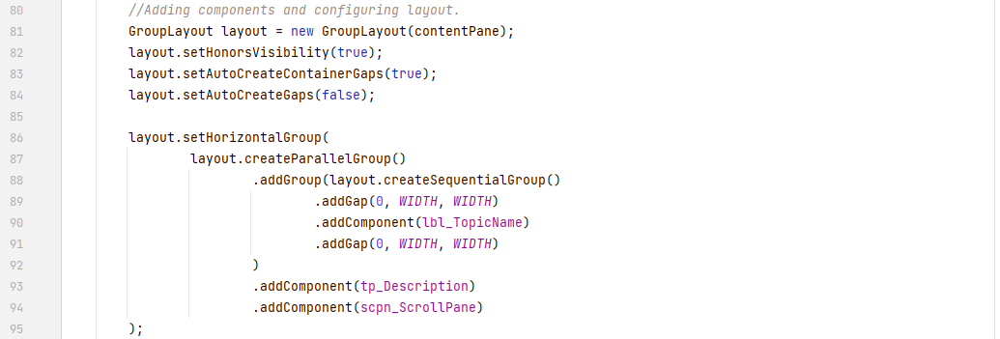 80 //Adding components and configuring layout.
81 GroupLayout layout = new GroupLayout(contentPane);
82 layout.setHonorsVisibility(true);
83 layout.setAutoCreateContainerGaps(true);
84 layout.setAutoCreateGaps(false);
85
86 layout.setHorizontalGroup(
87 layout.createParallelGroup()
88 .addGroup(layout.createSequentialGroup()
89 .addGap(0, WIDTH, WIDTH)
90 .addComponent(lbl_TopicName)
91 .addGap(0, WIDTH, WIDTH)
92 )
93 .addComponent(tp_Description)
94 .addComponent(scpn_ScrollPane)
95 );